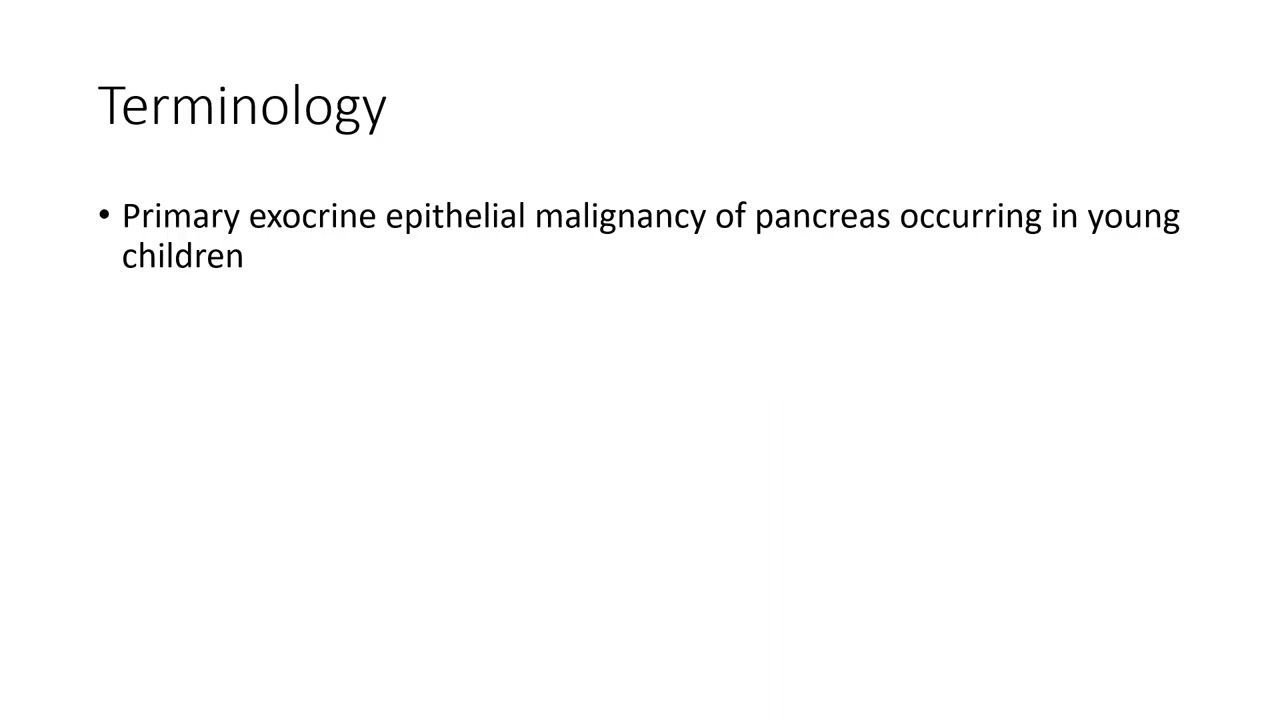 Terminology
• Primary exocrine epithelial malignancy of pancreas occurring in young
children